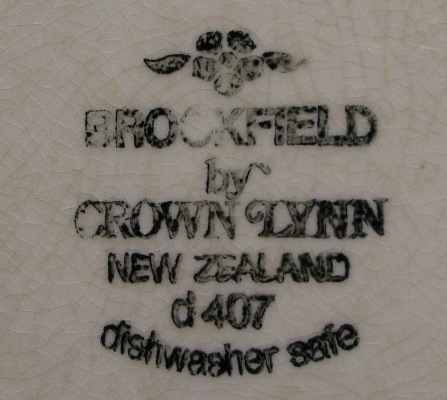 BROOKFIELD
by
CROWN LYNN
NEW ZEALAND
d 407
dishwasher safe